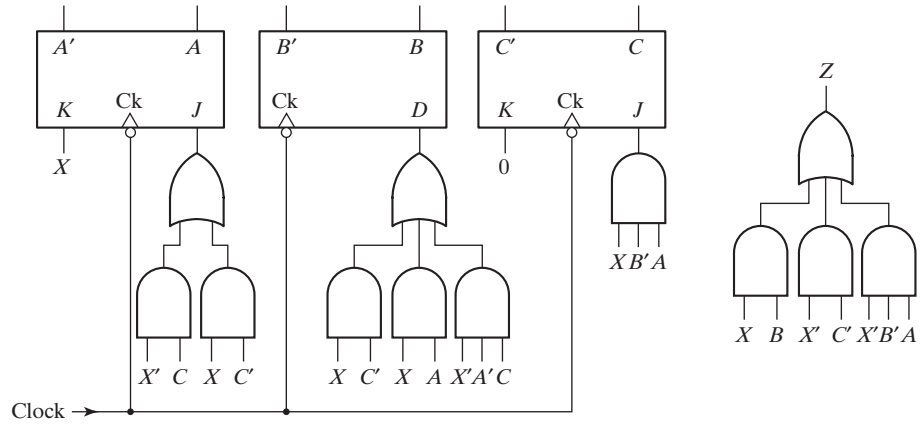 A′ A B′ B C′ C
Z
Ck Ck Ck
K J D K J
X 0
X B′ A
X B X′ C′ X′ B′ A
X′ C X C′ X C′ X A X′ A′ C
Clock